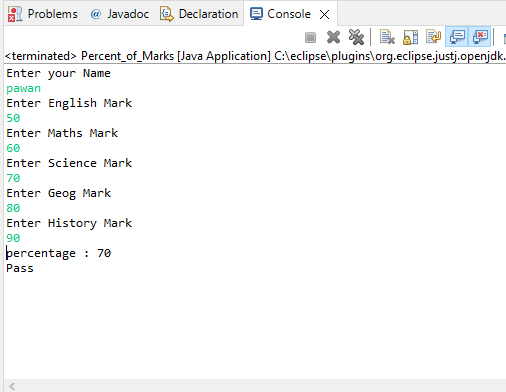 Problems @ Javadoc Declaration Console
<terminated> Percent_of_Marks [Java Application] C:\eclipse\plugins\org.eclipse.justj.openjdk.
Enter your Name
pawan
Enter English Mark
50
Enter Maths Mark
60
Enter Science Mark
70
Enter Geog Mark
80
Enter History Mark
90
percentage : 70
Pass